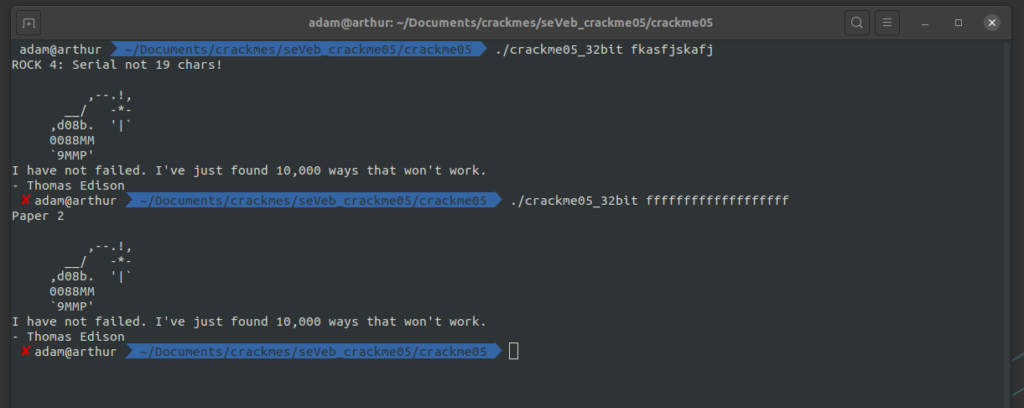 adam@arthur: ~/Documents/crackmes/seVeb_crackme05/crackme05
adam@arthur ~/Documents/crackmes/seVeb_crackme05/crackme05 ./crackme05_32bit fkasfjskafj
ROCK 4: Serial not 19 chars!
,--.!,
__/   -*-
,d08b.  '|`
0088MM
`9MMP'
I have not failed. I've just found 10,000 ways that won't work.
- Thomas Edison
✘ adam@arthur ~/Documents/crackmes/seVeb_crackme05/crackme05 ./crackme05_32bit fffffffffffffffffff
Paper 2
,--.!,
__/   -*-
,d08b.  '|`
0088MM
`9MMP'
I have not failed. I've just found 10,000 ways that won't work.
- Thomas Edison
✘ adam@arthur ~/Documents/crackmes/seVeb_crackme05/crackme05